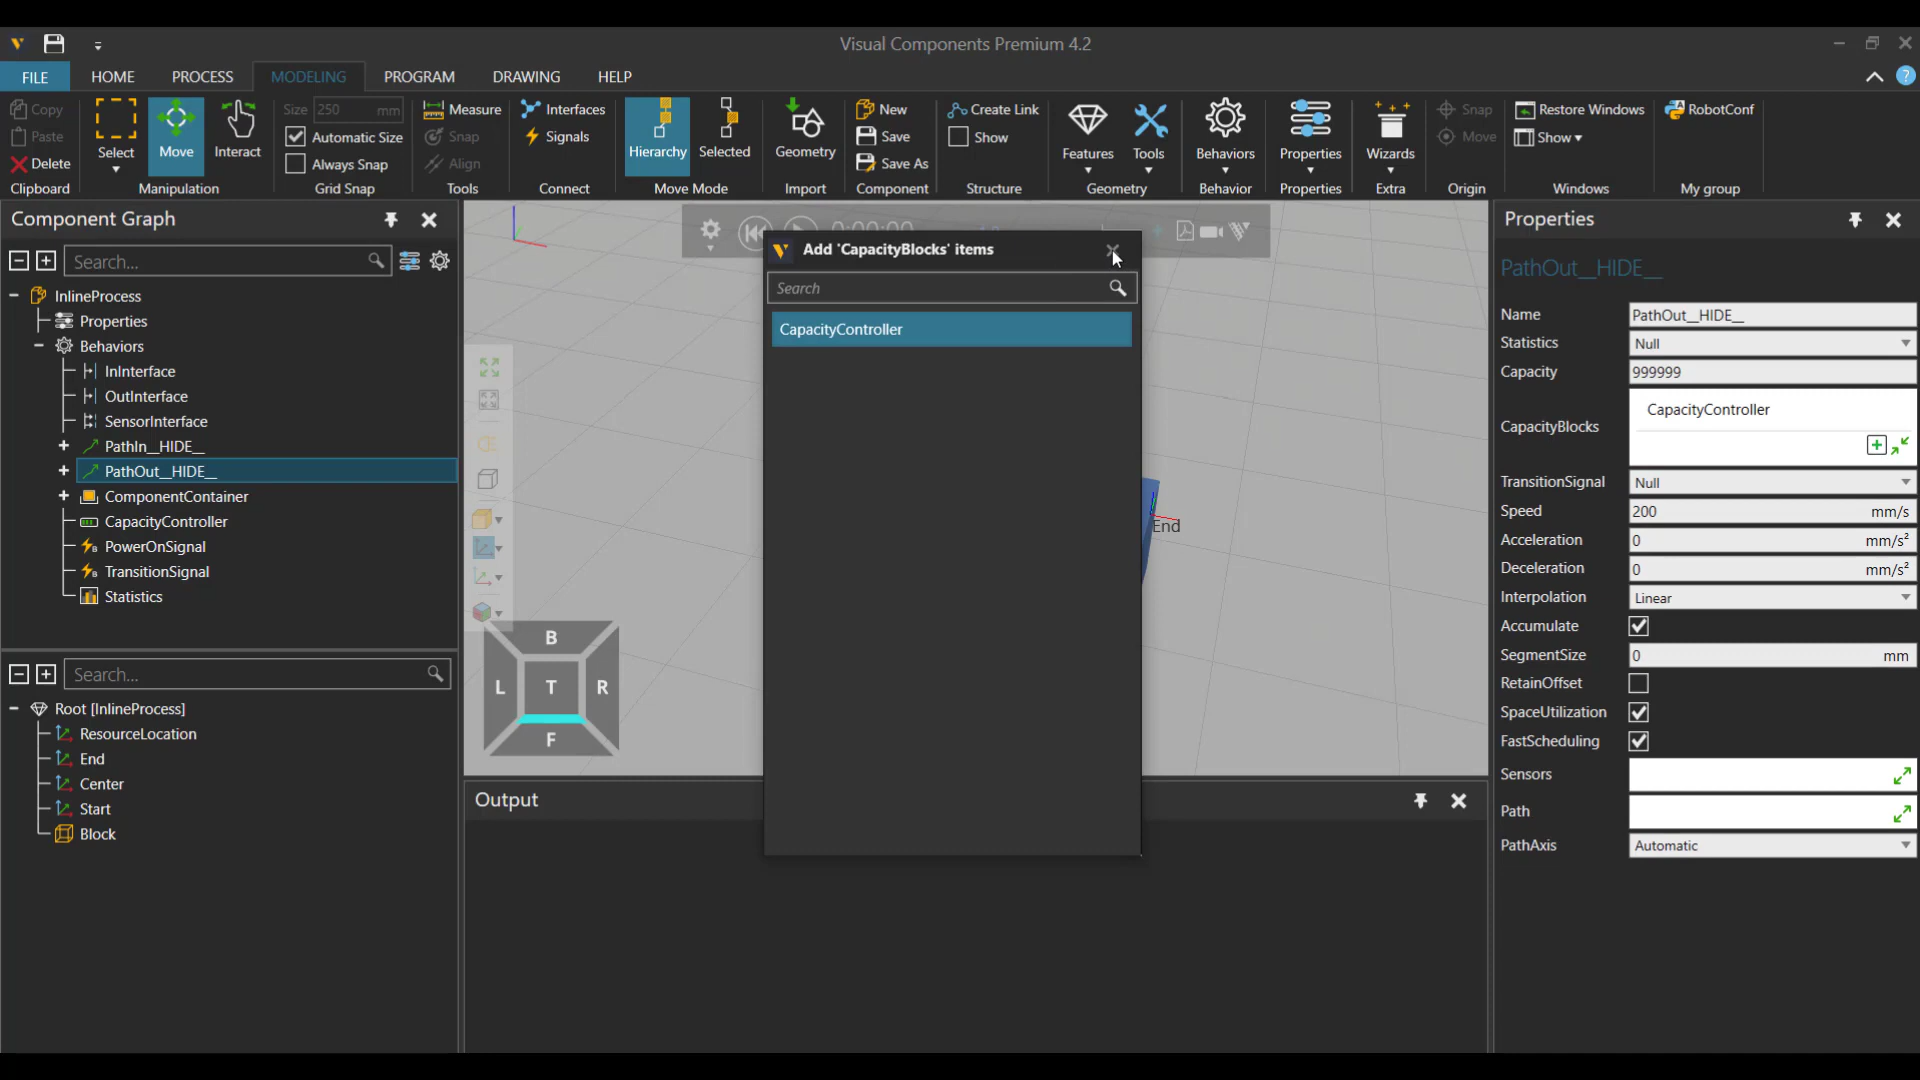 Visual Components Premium 4.2
FILE HOME PROCESS MODELING PROGRAM DRAWING HELP
Copy
Paste
Delete
Clipboard
Select
Move
Interact
Manipulation
Size 250 mm
Automatic Size
Always Snap
Grid Snap
Measure
Snap
Align
Tools
Interfaces
Signals
Connect
Hierarchy
Selected
Move Mode
Geometry
Import
New
Save
Save As
Component
Create Link
Show
Structure
Features
Tools
Geometry
Behaviors
Behavior
Properties
Properties
Wizards
Extra
Snap
Move
Origin
Restore Windows
Show
Windows
RobotConf
My group
Component Graph
Search...
InlineProcess
Properties
Behaviors
InInterface
OutInterface
SensorInterface
PathIn__HIDE__
PathOut__HIDE__
ComponentContainer
CapacityController
PowerOnSignal
TransitionSignal
Statistics
Search...
Root [InlineProcess]
ResourceLocation
End
Center
Start
Block
Add 'CapacityBlocks' items
Search
CapacityController
End
B
L T R
F
Output
Properties
PathOut__HIDE__
Name PathOut__HIDE__
Statistics Null
Capacity 999999
CapacityBlocks CapacityController
TransitionSignal Null
Speed 200 mm/s
Acceleration 0 mm/s²
Deceleration 0 mm/s²
Interpolation Linear
Accumulate
SegmentSize 0 mm
RetainOffset
SpaceUtilization
FastScheduling
Sensors
Path
PathAxis Automatic